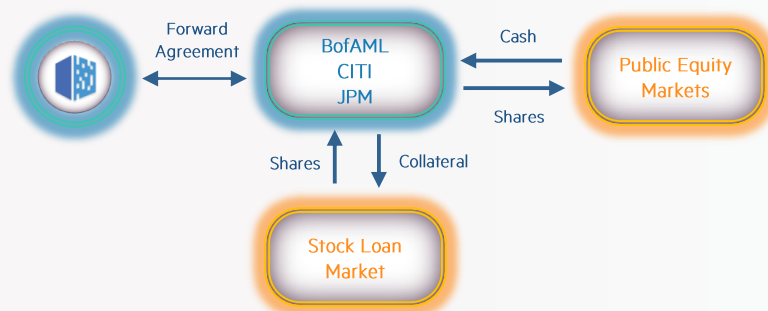 Forward
Agreement
BofAML
CITI
JPM
Cash
Shares
Public Equity
Markets
Shares
Collateral
Stock Loan
Market